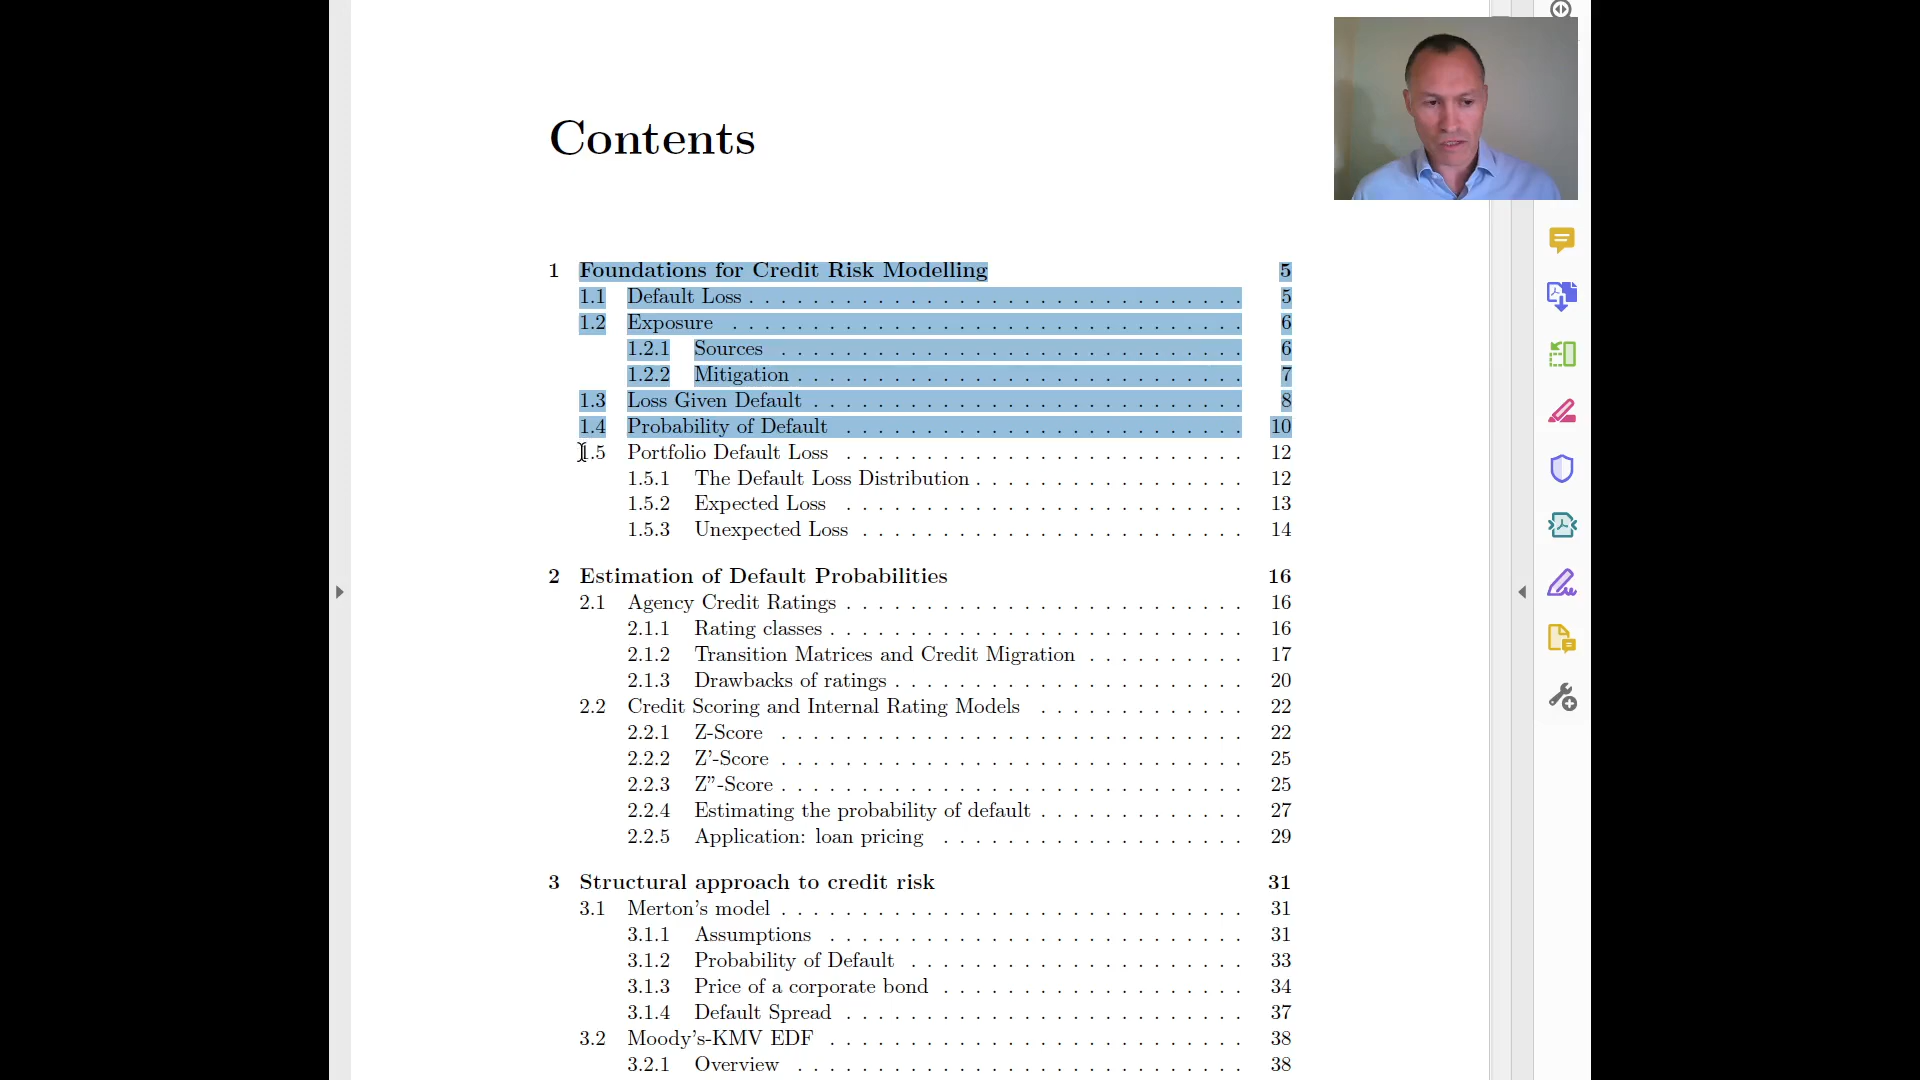 Contents
1 Foundations for Credit Risk Modelling 5
1.1 Default Loss . . . . . . . . . . . . . . . . . . . . . . . . . . . . . . . 5
1.2 Exposure . . . . . . . . . . . . . . . . . . . . . . . . . . . . . . . . 6
1.2.1 Sources . . . . . . . . . . . . . . . . . . . . . . . . . . . . . 6
1.2.2 Mitigation . . . . . . . . . . . . . . . . . . . . . . . . . . . . 7
1.3 Loss Given Default . . . . . . . . . . . . . . . . . . . . . . . . . . . 8
1.4 Probability of Default . . . . . . . . . . . . . . . . . . . . . . . . . 10
1.5 Portfolio Default Loss . . . . . . . . . . . . . . . . . . . . . . . . . 12
1.5.1 The Default Loss Distribution . . . . . . . . . . . . . . . . . 12
1.5.2 Expected Loss . . . . . . . . . . . . . . . . . . . . . . . . . 13
1.5.3 Unexpected Loss . . . . . . . . . . . . . . . . . . . . . . . . 14
2 Estimation of Default Probabilities 16
2.1 Agency Credit Ratings . . . . . . . . . . . . . . . . . . . . . . . . . 16
2.1.1 Rating classes . . . . . . . . . . . . . . . . . . . . . . . . . . 16
2.1.2 Transition Matrices and Credit Migration . . . . . . . . . . 17
2.1.3 Drawbacks of ratings . . . . . . . . . . . . . . . . . . . . . . 20
2.2 Credit Scoring and Internal Rating Models . . . . . . . . . . . . . 22
2.2.1 Z-Score . . . . . . . . . . . . . . . . . . . . . . . . . . . . . 22
2.2.2 Z'-Score . . . . . . . . . . . . . . . . . . . . . . . . . . . . . 25
2.2.3 Z”-Score . . . . . . . . . . . . . . . . . . . . . . . . . . . . . 25
2.2.4 Estimating the probability of default . . . . . . . . . . . . . 27
2.2.5 Application: loan pricing . . . . . . . . . . . . . . . . . . . 29
3 Structural approach to credit risk 31
3.1 Merton's model . . . . . . . . . . . . . . . . . . . . . . . . . . . . . 31
3.1.1 Assumptions . . . . . . . . . . . . . . . . . . . . . . . . . . 31
3.1.2 Probability of Default . . . . . . . . . . . . . . . . . . . . . 33
3.1.3 Price of a corporate bond . . . . . . . . . . . . . . . . . . . 34
3.1.4 Default Spread . . . . . . . . . . . . . . . . . . . . . . . . . 37
3.2 Moody's-KMV EDF . . . . . . . . . . . . . . . . . . . . . . . . . . 38
3.2.1 Overview . . . . . . . . . . . . . . . . . . . . . . . . . . . . 38